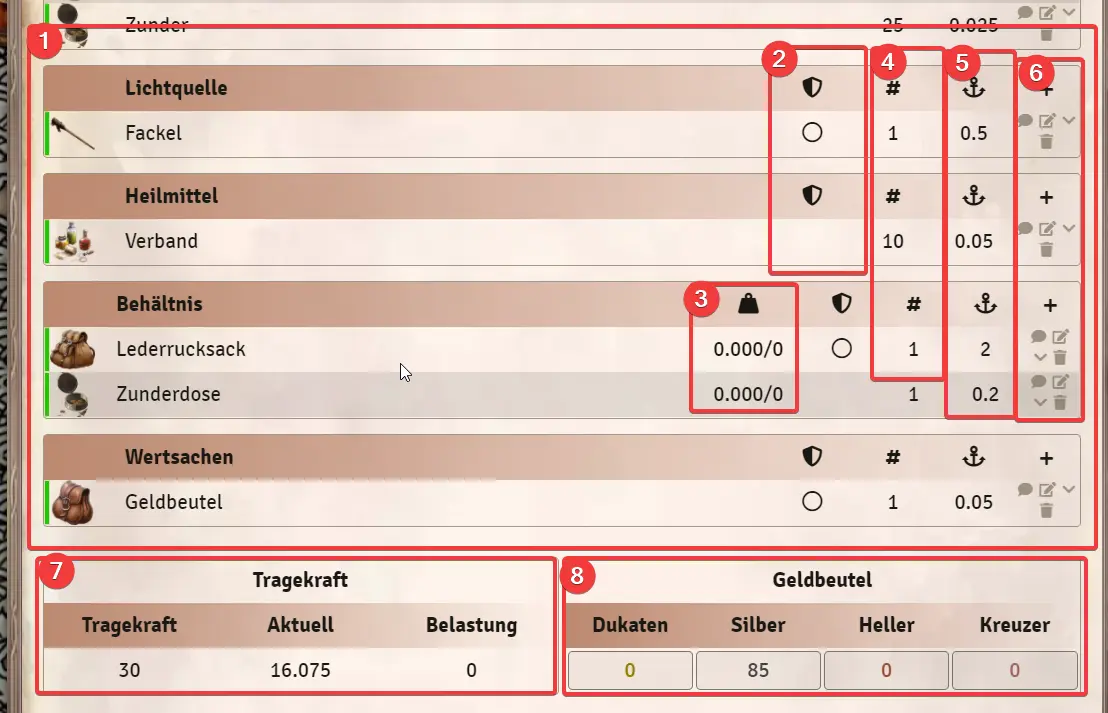 Zunder 25 0.025
1
2
4
5
6
Lichtquelle # +
Fackel 1 0.5
Heilmittel # +
Verband 10 0.05
3
Behältnis # +
Lederrucksack 0.000/0 1 2
Zunderdose 0.000/0 1 0.2
Wertsachen # +
Geldbeutel 1 0.05
7
Tragekraft
Tragekraft Aktuell Belastung
30 16.075 0
8
Geldbeutel
Dukaten Silber Heller Kreuzer
0 85 0 0